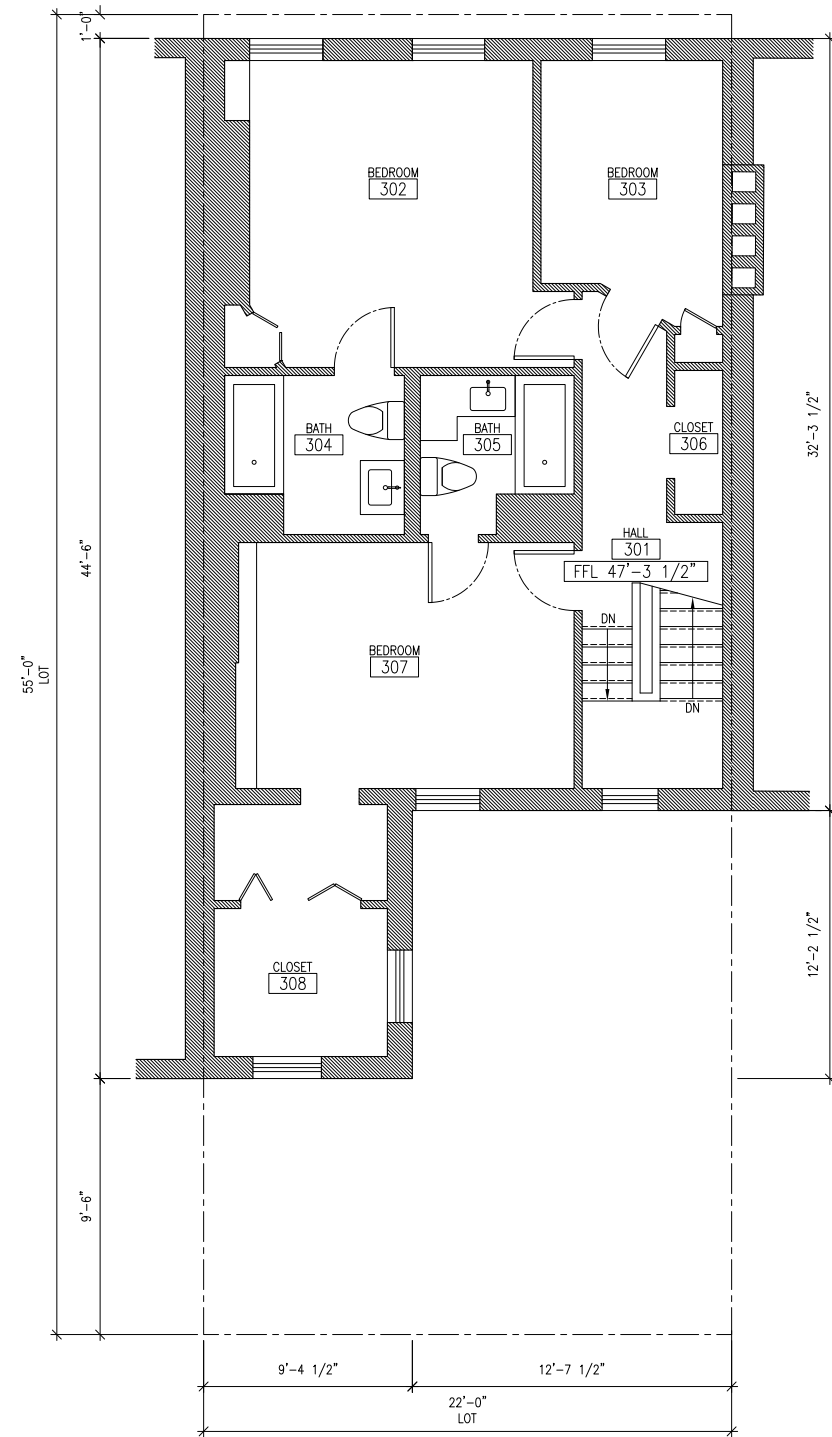 1'-0"
BEDROOM
302
BEDROOM
303
BATH
304
BATH
305
CLOSET
306
32'-3 1/2"
HALL
301
FFL 47'-3 1/2"
44'-6"
DN
BEDROOM
307
55'-0"
LOT
DN
CLOSET
308
12'-2 1/2"
9'-6"
9'-4 1/2"
12'-7 1/2"
22'-0"
LOT